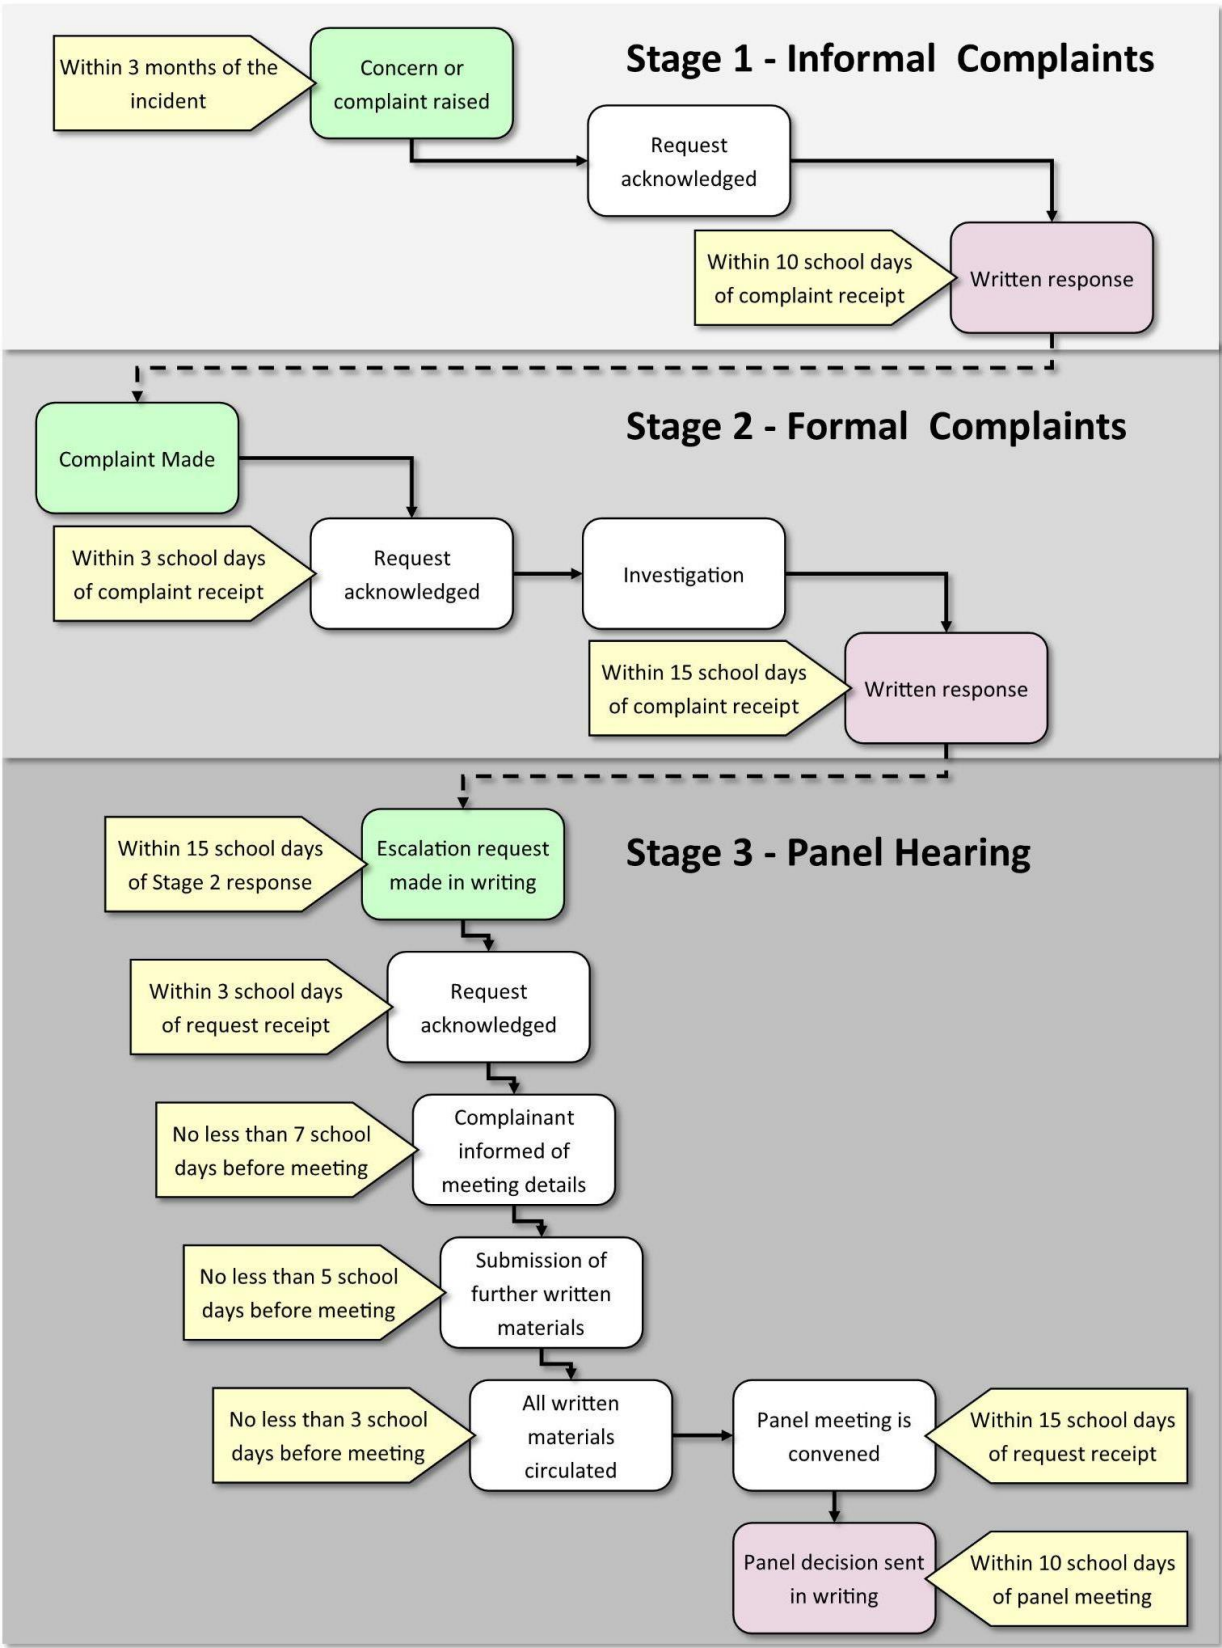 Stage 1 - Informal  Complaints
Within 3 months of the
incident
Concern or
complaint raised
Request
acknowledged
Within 10 school days
of complaint receipt
Written response
Stage 2 - Formal  Complaints
Complaint Made
Within 3 school days
of complaint receipt
Request
acknowledged
Investigation
Within 15 school days
of complaint receipt
Written response
Stage 3 - Panel Hearing
Within 15 school days
of Stage 2 response
Escalation request
made in writing
Within 3 school days
of request receipt
Request
acknowledged
No less than 7 school
days before meeting
Complainant
informed of
meeting details
No less than 5 school
days before meeting
Submission of
further written
materials
No less than 3 school
days before meeting
All written
materials
circulated
Panel meeting is
convened
Within 15 school days
of request receipt
Panel decision sent
in writing
Within 10 school days
of panel meeting